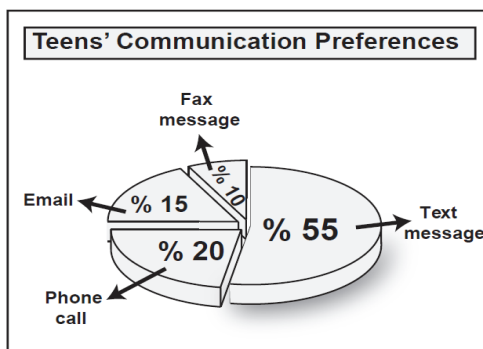 Teens' Communication Preferences
Fax
message
% 10
Email
% 15
% 55
Text
message
% 20
Phone
call